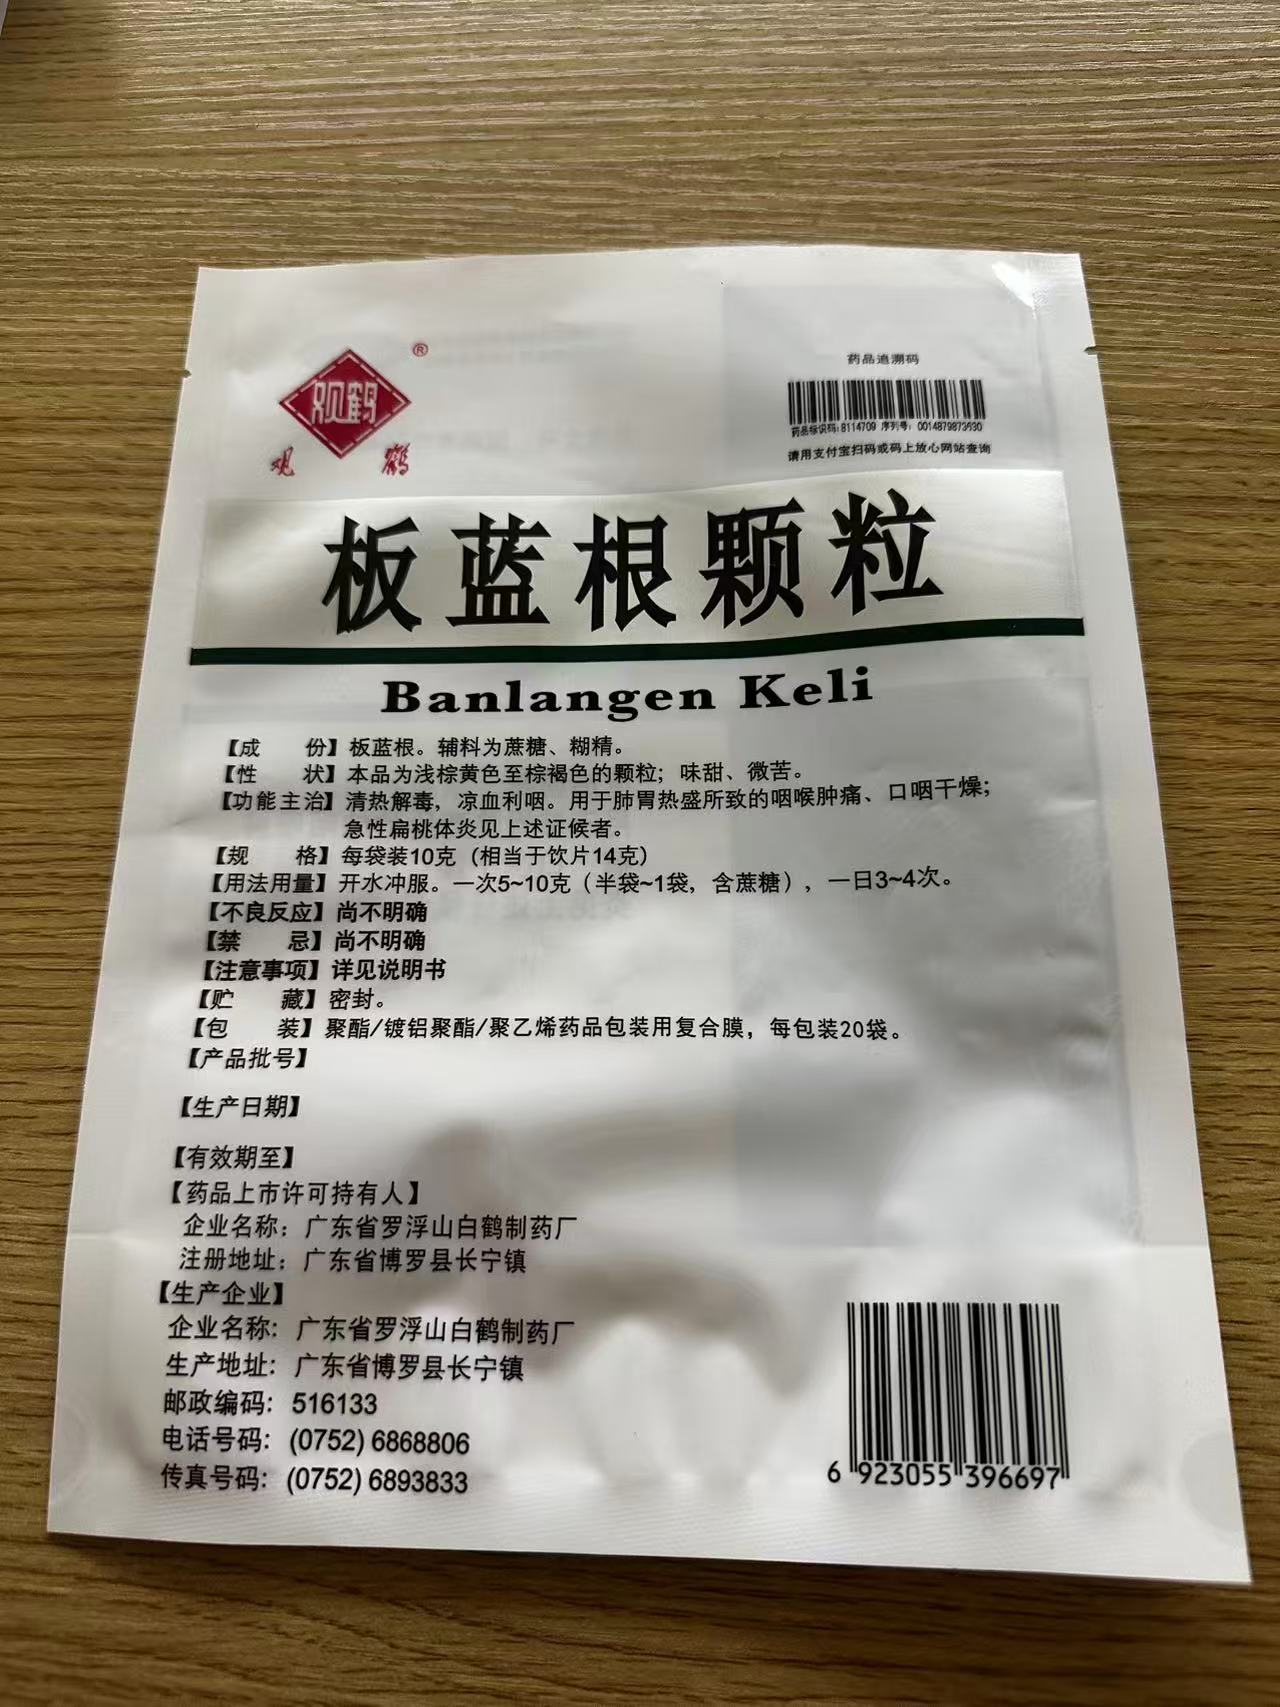 观鹤
®
观 鹤
药品追溯码
药品标识码: 8114709 序列号: 0014879873630
请用支付宝扫码或码上放心网站查询
板蓝根颗粒
Banlangen Keli
【成 份】板蓝根。辅料为蔗糖、糊精。
【性 状】本品为浅棕黄色至棕褐色的颗粒；味甜、微苦。
【功能主治】清热解毒，凉血利咽。用于肺胃热盛所致的咽喉肿痛、口咽干燥；
急性扁桃体炎见上述证候者。
【规 格】每袋装10克（相当于饮片14克）
【用法用量】开水冲服。一次5~10克（半袋~1袋，含蔗糖），一日3~4次。
【不良反应】尚不明确
【禁 忌】尚不明确
【注意事项】详见说明书
【贮 藏】密封。
【包 装】聚酯/镀铝聚酯/聚乙烯药品包装用复合膜，每包装20袋。
【产品批号】
【生产日期】
【有效期至】
【药品上市许可持有人】
企业名称：广东省罗浮山白鹤制药厂
注册地址：广东省博罗县长宁镇
【生产企业】
企业名称：广东省罗浮山白鹤制药厂
生产地址：广东省博罗县长宁镇
邮政编码：516133
电话号码：(0752) 6868806
传真号码：(0752) 6893833
6 923055 396697